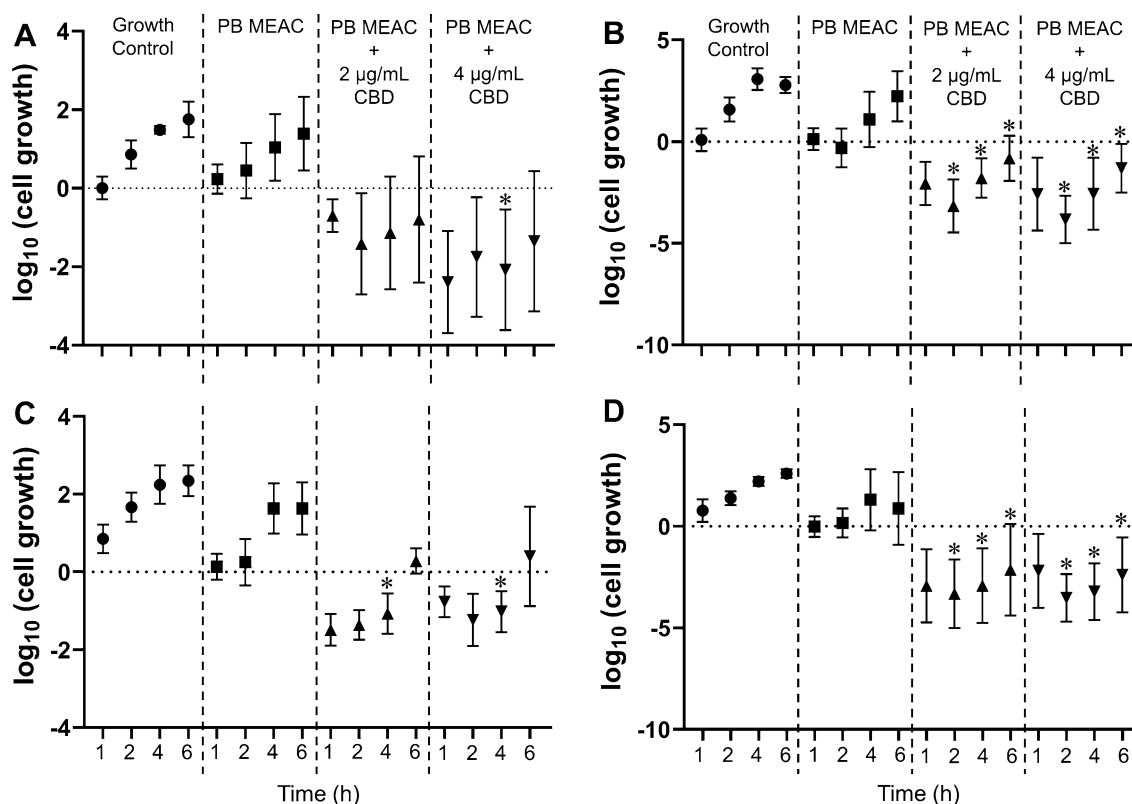 A
Growth
Control
PB MEAC
PB MEAC
+
2 µg/mL
CBD
PB MEAC
+
4 µg/mL
CBD
4
2
0
-2
-4
log10 (cell growth)
*
B
Growth
Control
PB MEAC
PB MEAC
+
2 µg/mL
CBD
PB MEAC
+
4 µg/mL
CBD
5
0
-5
-10
log10 (cell growth)
* * * * * *
C
4
2
0
-2
-4
log10 (cell growth)
* *
1 2 4 6 1 2 4 6 1 2 4 6 1 2 4 6
Time (h)
D
5
0
-5
-10
log10 (cell growth)
* * * * * *
1 2 4 6 1 2 4 6 1 2 4 6 1 2 4 6
Time (h)